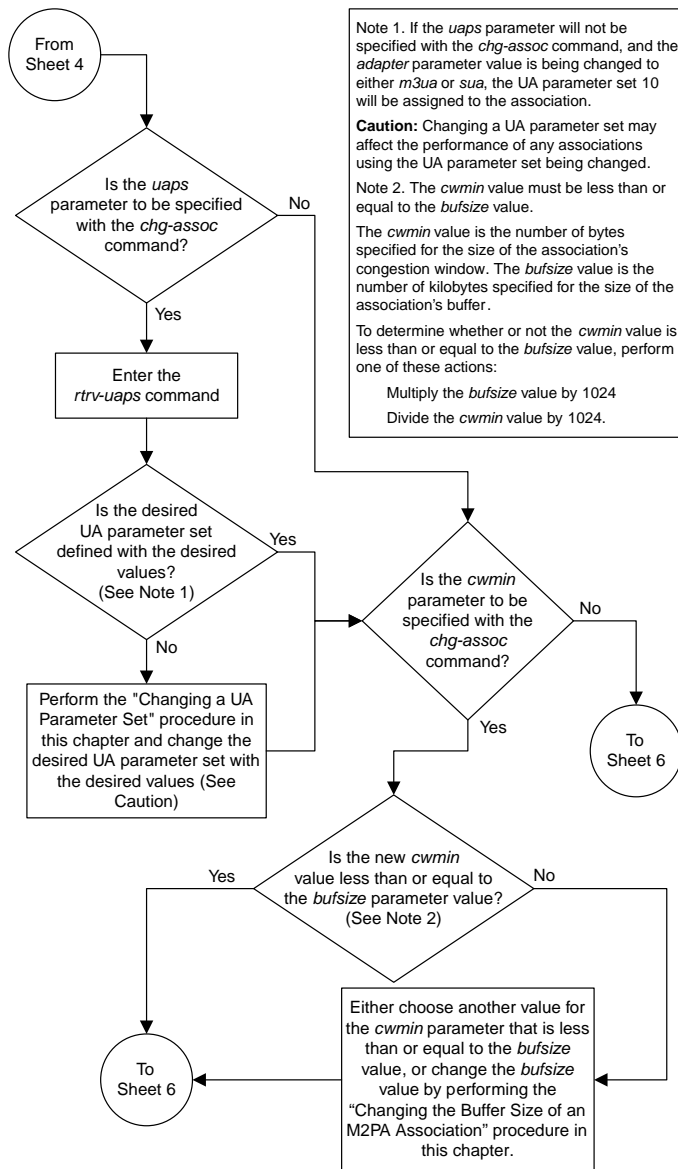 From
Sheet 4
Note 1. If the uaps parameter will not be
specified with the chg-assoc command, and the
adapter parameter value is being changed to
either m3ua or sua, the UA parameter set 10
will be assigned to the association.
Caution: Changing a UA parameter set may
affect the performance of any associations
using the UA parameter set being changed.
Note 2. The cwmin value must be less than or
equal to the bufsize value.
The cwmin value is the number of bytes
specified for the size of the association's
congestion window. The bufsize value is the
number of kilobytes specified for the size of the
association's buffer.
To determine whether or not the cwmin value is
less than or equal to the bufsize value, perform
one of these actions:
Multiply the bufsize value by 1024
Divide the cwmin value by 1024.
Is the uaps
parameter to be specified
with the chg-assoc
command?
No
Yes
Enter the
rtrv-uaps command
Is the desired
UA parameter set
defined with the desired
values?
(See Note 1)
Yes
No
Perform the "Changing a UA
Parameter Set" procedure in
this chapter and change the
desired UA parameter set with
the desired values (See
Caution)
Is the cwmin
parameter to be
specified with the
chg-assoc
command?
No
Yes
To
Sheet 6
Is the new cwmin
value less than or equal to
the bufsize parameter value?
(See Note 2)
Yes
No
Either choose another value for
the cwmin parameter that is less
than or equal to the bufsize
value, or change the bufsize
value by performing the
“Changing the Buffer Size of an
M2PA Association” procedure in
this chapter.
To
Sheet 6